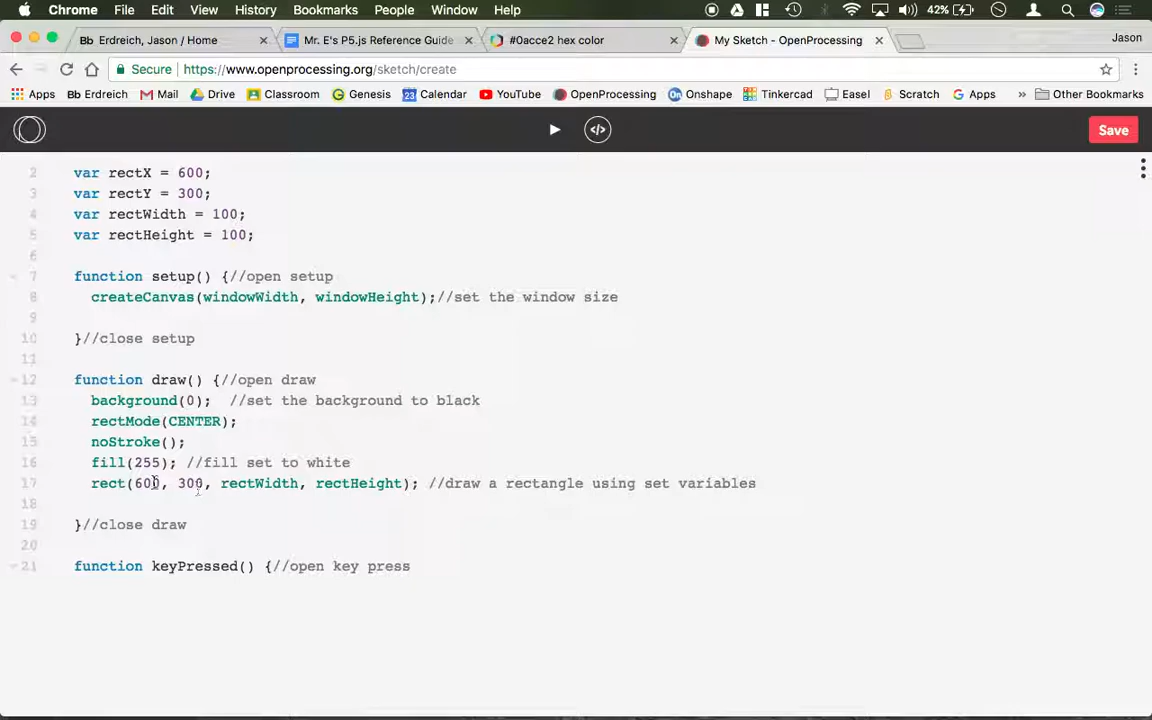 Chrome File Edit View History Bookmarks People Window Help 42%
Bb Erdreich, Jason / Home Mr. E's P5.js Reference Guide #0acce2 hex color My Sketch - OpenProcessing Jason
Secure https://www.openprocessing.org/sketch/create
Apps Bb Erdreich Mail Drive Classroom Genesis 23 Calendar YouTube OpenProcessing Onshape Tinkercad Easel Scratch Apps » Other Bookmarks
</> Save
2 var rectX = 600;
3 var rectY = 300;
4 var rectWidth = 100;
5 var rectHeight = 100;
6
7 function setup() {//open setup
8 createCanvas(windowWidth, windowHeight);//set the window size
9
10 }//close setup
11
12 function draw() {//open draw
13 background(0); //set the background to black
14 rectMode(CENTER);
15 noStroke();
16 fill(255); //fill set to white
17 rect(600, 300, rectWidth, rectHeight); //draw a rectangle using set variables
18
19 }//close draw
20
21 function keyPressed() {//open key press